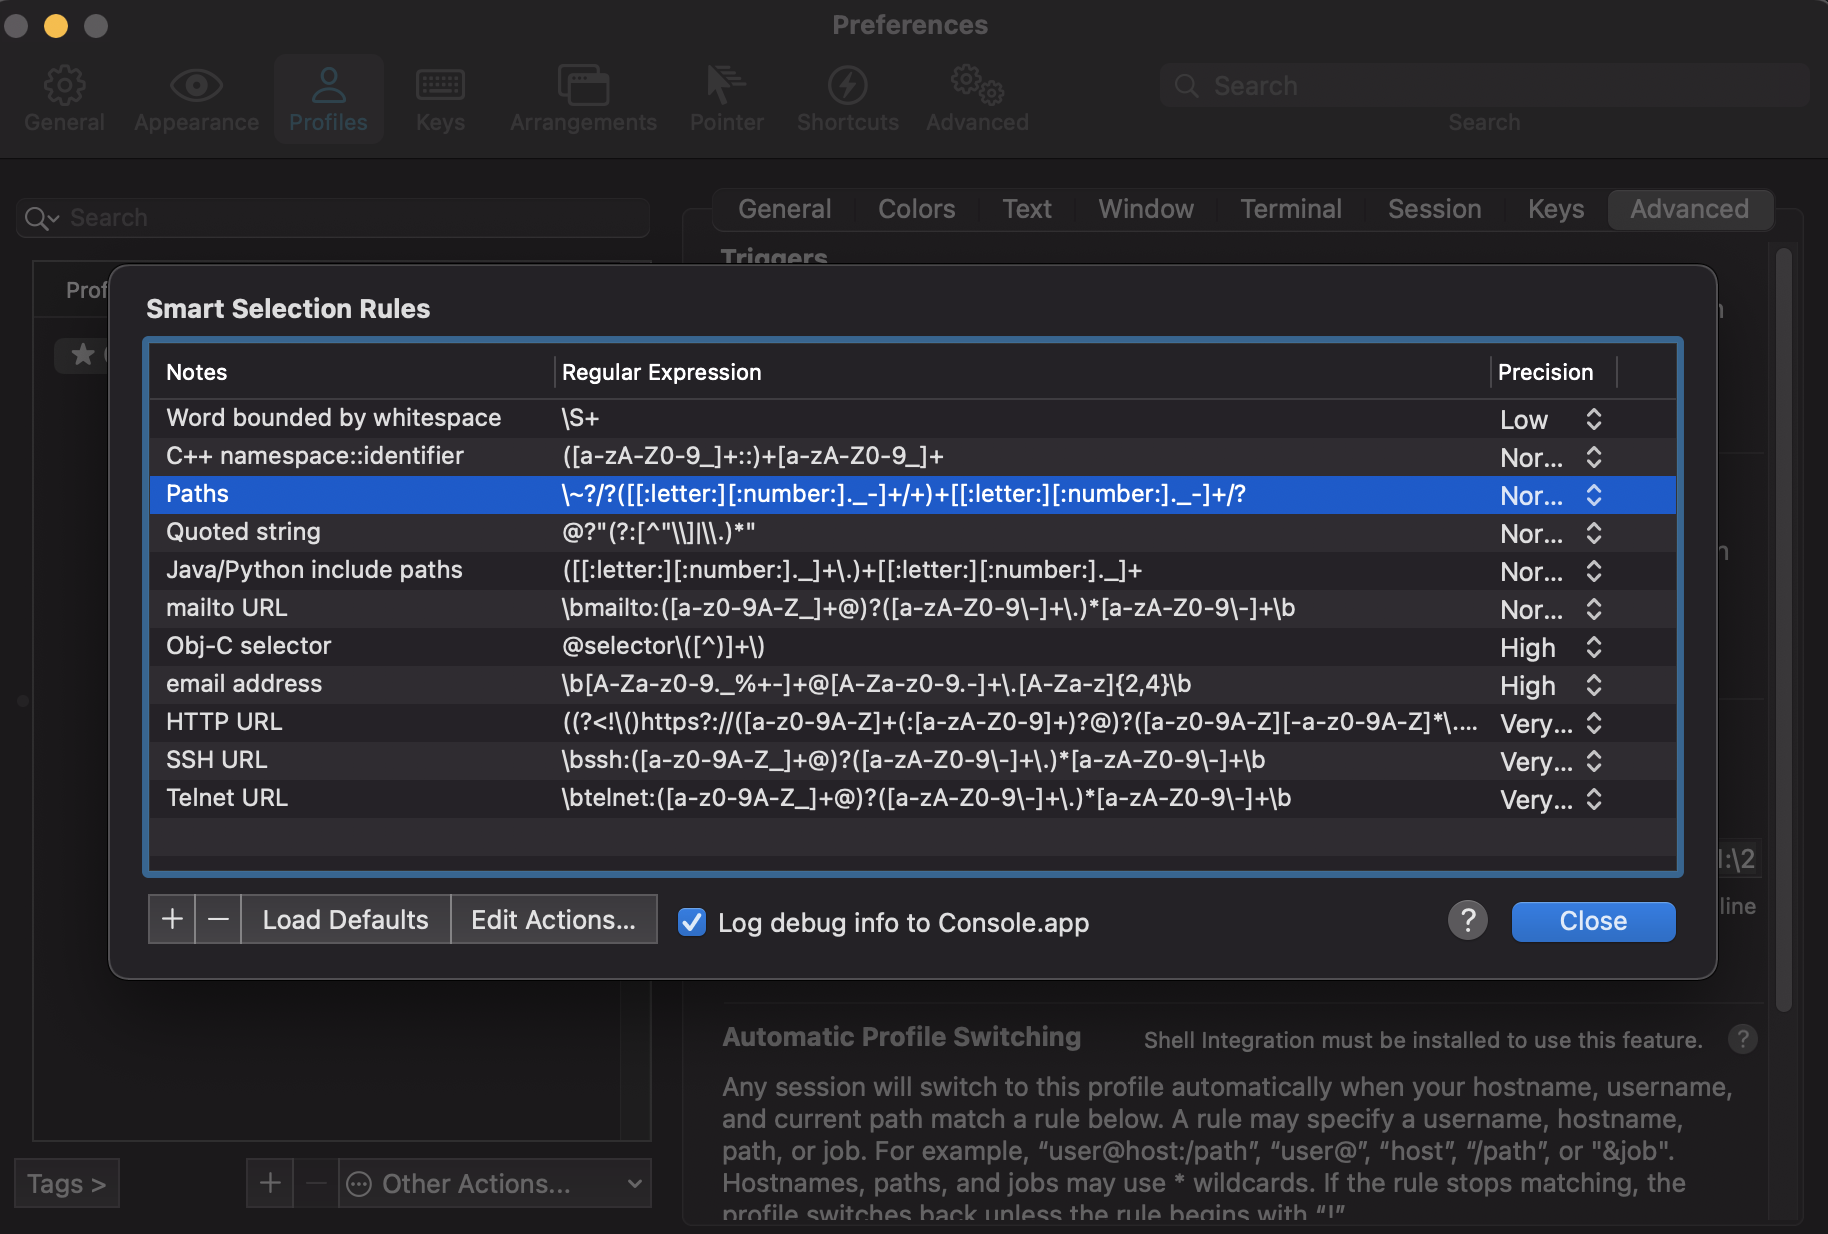 Preferences
General
Appearance
Profiles
Keys
Arrangements
Pointer
Shortcuts
Advanced
Search
Search
Search
General
Colors
Text
Window
Terminal
Session
Keys
Advanced
Triggers
Prof
Smart Selection Rules
Notes Regular Expression Precision
Word bounded by whitespace \S+ Low
C++ namespace::identifier ([a-zA-Z0-9_]+::)+[a-zA-Z0-9_]+ Nor...
Paths \~?/?([[:letter:][:number:]._-]+/+)+[[:letter:][:number:]._-]+/? Nor...
Quoted string @?"(?:[^"\\]|\\.)*" Nor...
Java/Python include paths ([[:letter:][:number:]._]+\.)+[[:letter:][:number:]._]+ Nor...
mailto URL \bmailto:([a-z0-9A-Z_]+@)?([a-zA-Z0-9\-]+\.)*[a-zA-Z0-9\-]+\b Nor...
Obj-C selector @selector\([^)]+\) High
email address \b[A-Za-z0-9._%+-]+@[A-Za-z0-9.-]+\.[A-Za-z]{2,4}\b High
HTTP URL ((?<!\()https?://([a-z0-9A-Z]+(:[a-zA-Z0-9]+)?@)?([a-z0-9A-Z][-a-z0-9A-Z]*\.... Very...
SSH URL \bssh:([a-z0-9A-Z_]+@)?([a-zA-Z0-9\-]+\.)*[a-zA-Z0-9\-]+\b Very...
Telnet URL \btelnet:([a-z0-9A-Z_]+@)?([a-zA-Z0-9\-]+\.)*[a-zA-Z0-9\-]+\b Very...
:\2
line
+ − Load Defaults Edit Actions... Log debug info to Console.app ? Close
Automatic Profile Switching Shell Integration must be installed to use this feature. ?
Any session will switch to this profile automatically when your hostname, username,
and current path match a rule below. A rule may specify a username, hostname,
path, or job. For example, “user@host:/path”, “user@”, “host”, “/path”, or "&job".
Hostnames, paths, and jobs may use * wildcards. If the rule stops matching, the
profile switches back unless the rule begins with “!”
Tags > + − Other Actions...